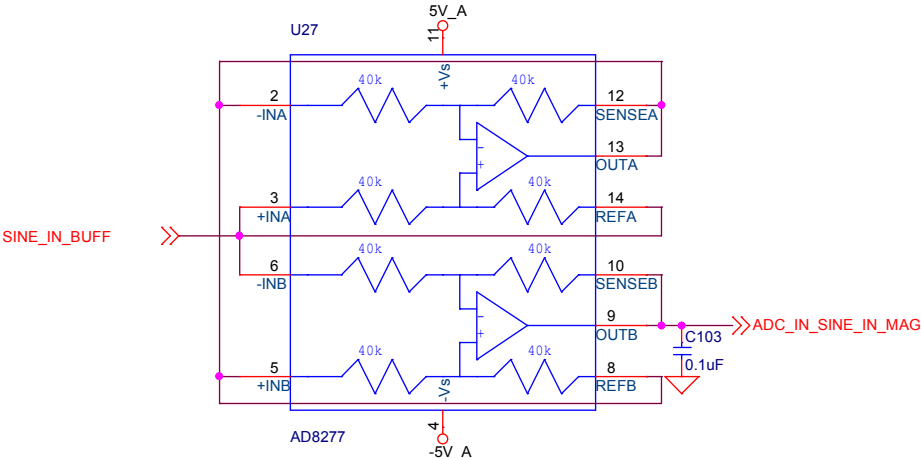 5V_A
U27
11
+Vs
40k
40k
2
12
-INA
SENSEA
-
+
13
OUTA
40k
40k
3
14
+INA
REFA
SINE_IN_BUFF
40k
40k
6
10
-INB
SENSEB
-
+
9
OUTB
ADC_IN_SINE_IN_MAG
C103
0.1uF
40k
40k
5
8
+INB
REFB
-Vs
4
AD8277
-5V_A